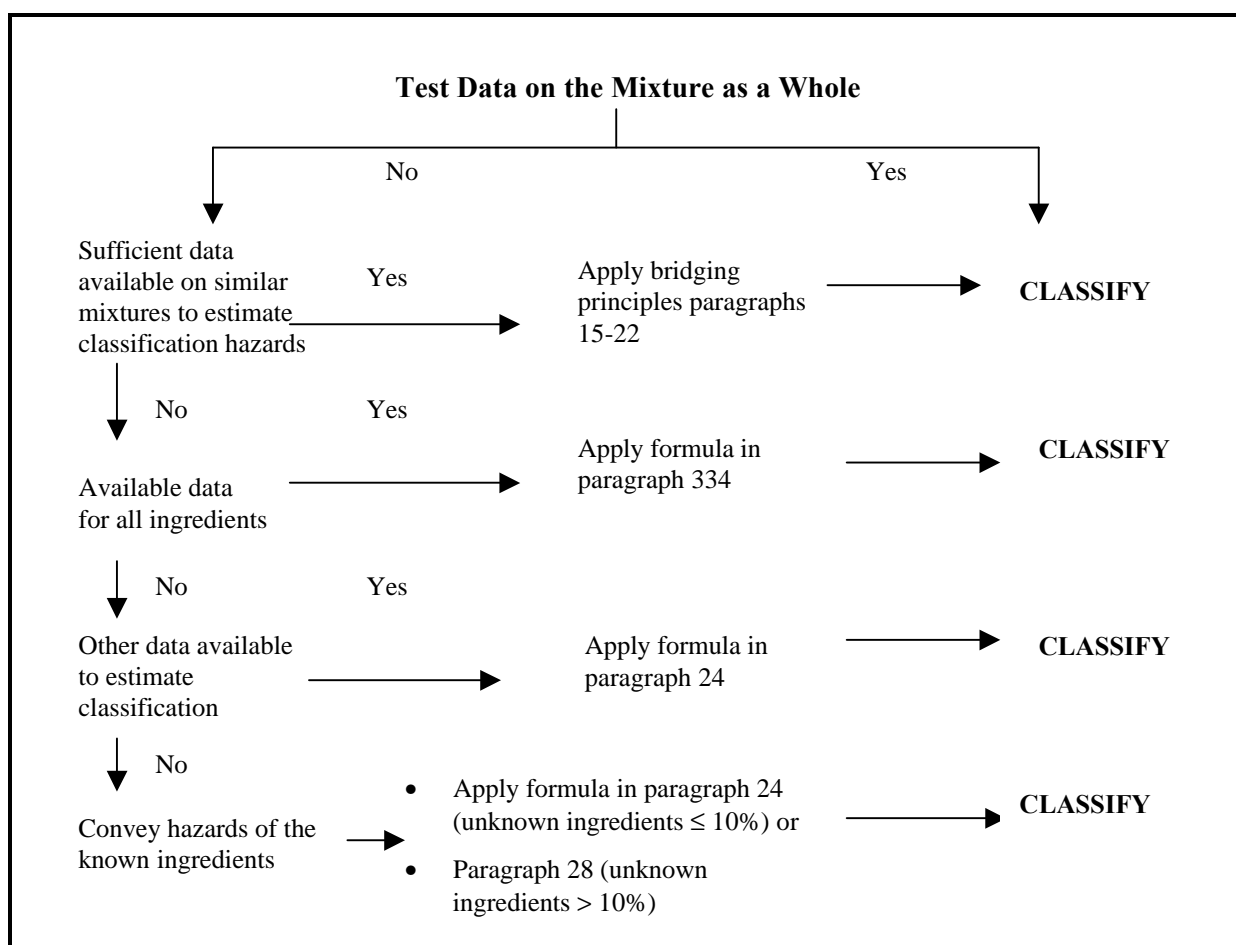 Test Data on the Mixture as a Whole
No
Yes
Sufficient data
available on similar
mixtures to estimate
classification hazards
Yes
Apply bridging
principles paragraphs
15-22
CLASSIFY
No
Yes
Available data
for all ingredients
Apply formula in
paragraph 334
CLASSIFY
No
Yes
Other data available
to estimate
classification
Apply formula in
paragraph 24
CLASSIFY
No
Convey hazards of the
known ingredients
• Apply formula in paragraph 24
(unknown ingredients ≤ 10%) or
• Paragraph 28 (unknown
ingredients > 10%)
CLASSIFY